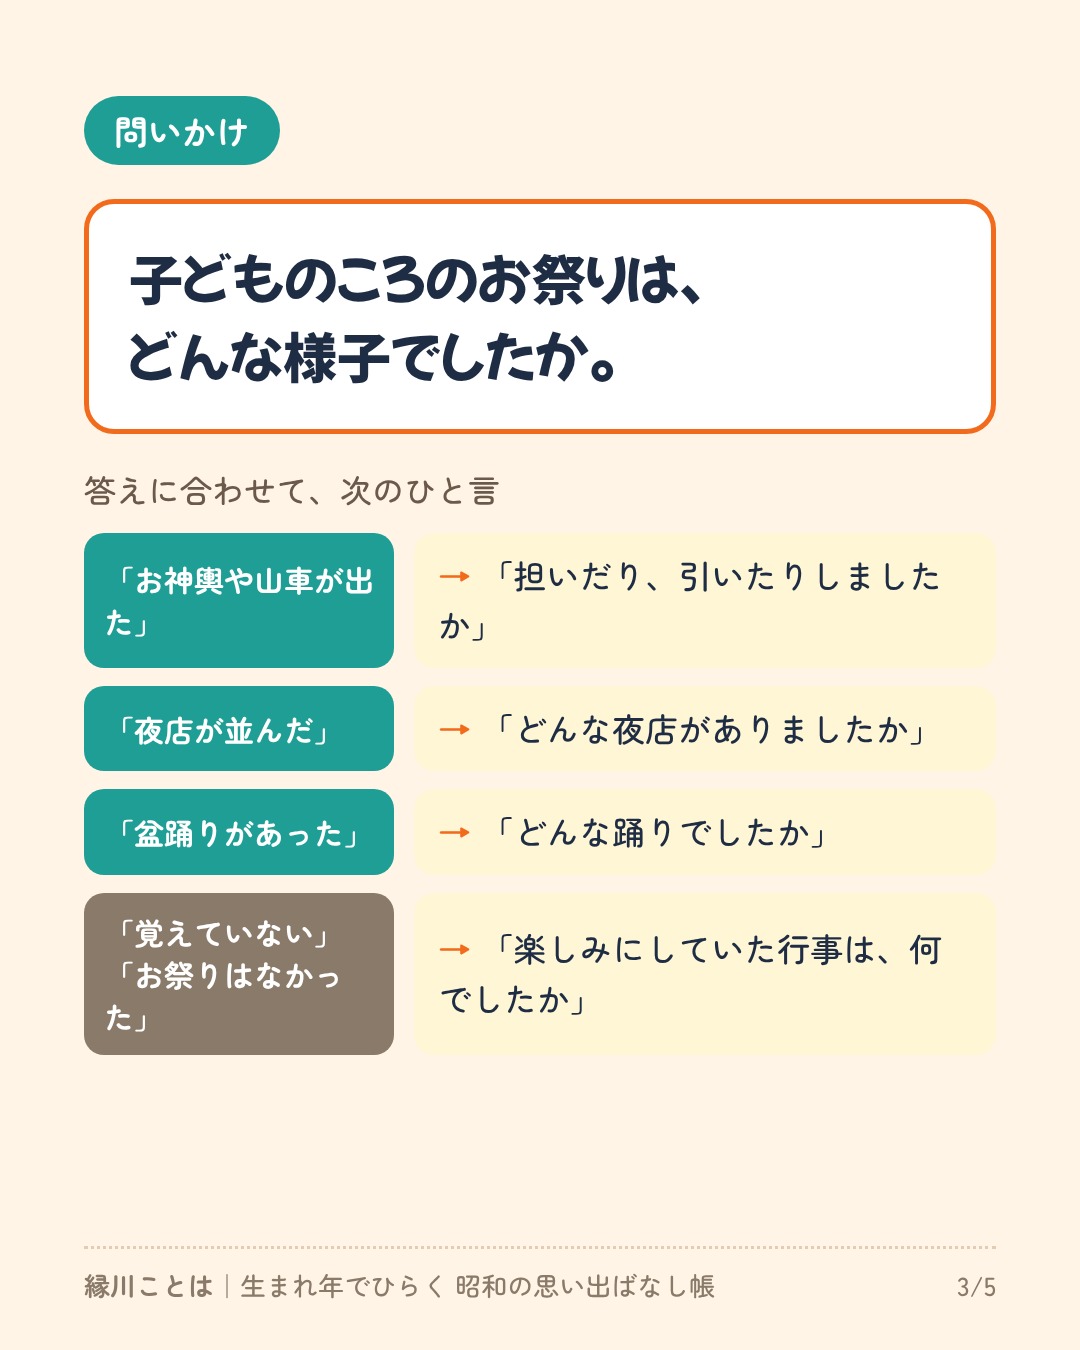 問いかけ
子どものころのお祭りは、
どんな様子でしたか。
答えに合わせて、次のひと言
「お神輿や山車が出
た」
→「担いだり、引いたりしました
か」
「夜店が並んだ」
→「どんな夜店がありましたか」
「盆踊りがあった」
→「どんな踊りでしたか」
「覚えていない」
「お祭りはなかっ
た」
→「楽しみにしていた行事は、何
でしたか」
縁川ことは｜生まれ年でひらく 昭和の思い出ばなし帳
3/5